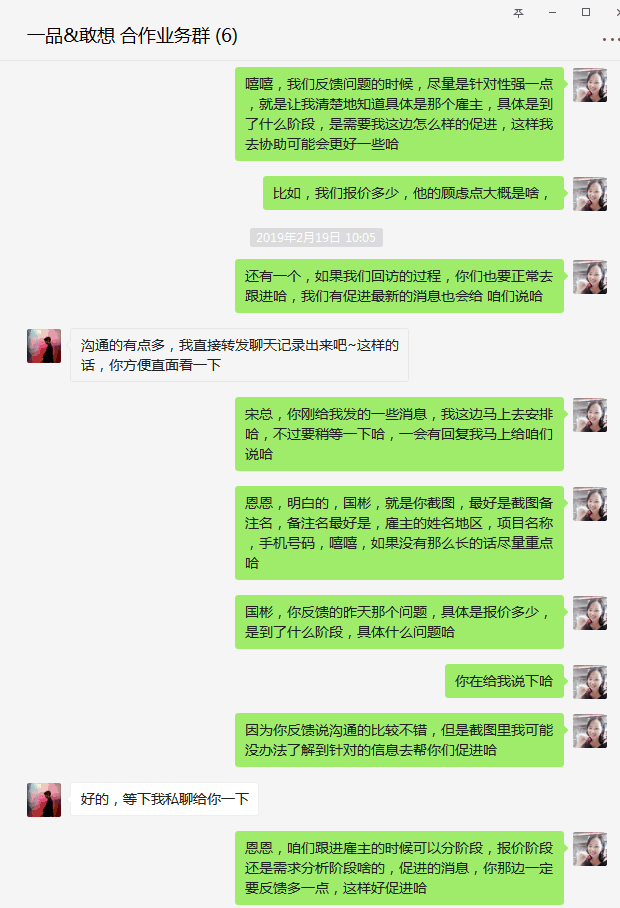 一品&敢想 合作业务群 (6)
嘻嘻，我们反馈问题的时候，尽量是针对性强一点
，就是让我清楚地知道具体是那个雇主，具体是到
了什么阶段，是需要我这边怎么样的促进，这样我
去协助可能会更好一些哈
比如，我们报价多少，他的顾虑点大概是啥，
2019年2月19日 10:05
还有一个，如果我们回访的过程，你们也要正常去
跟进哈，我们有促进最新的消息也会给 咱们说哈
沟通的有点多，我直接转发聊天记录出来吧~这样的
话，你方便直面看一下
宋总，你刚给我发的一些消息，我这边马上去安排
哈，不过要稍等一下哈，一会有回复我马上给咱们
说哈
恩恩，明白的，国彬，就是你截图，最好是截图备
注名，备注名最好是，雇主的姓名地区，项目名称
，手机号码，嘻嘻，如果没有那么长的话尽量重点
哈
国彬，你反馈的昨天那个问题，具体是报价多少，
是到了什么阶段，具体什么问题哈
你在给我说下哈
因为你反馈说沟通的比较不错，但是截图里我可能
没办法了解到针对的信息去帮你们促进哈
好的，等下我私聊给你一下
恩恩，咱们跟进雇主的时候可以分阶段，报价阶段
还是需求分析阶段啥的，促进的消息，你那边一定
要反馈多一点，这样好促进哈